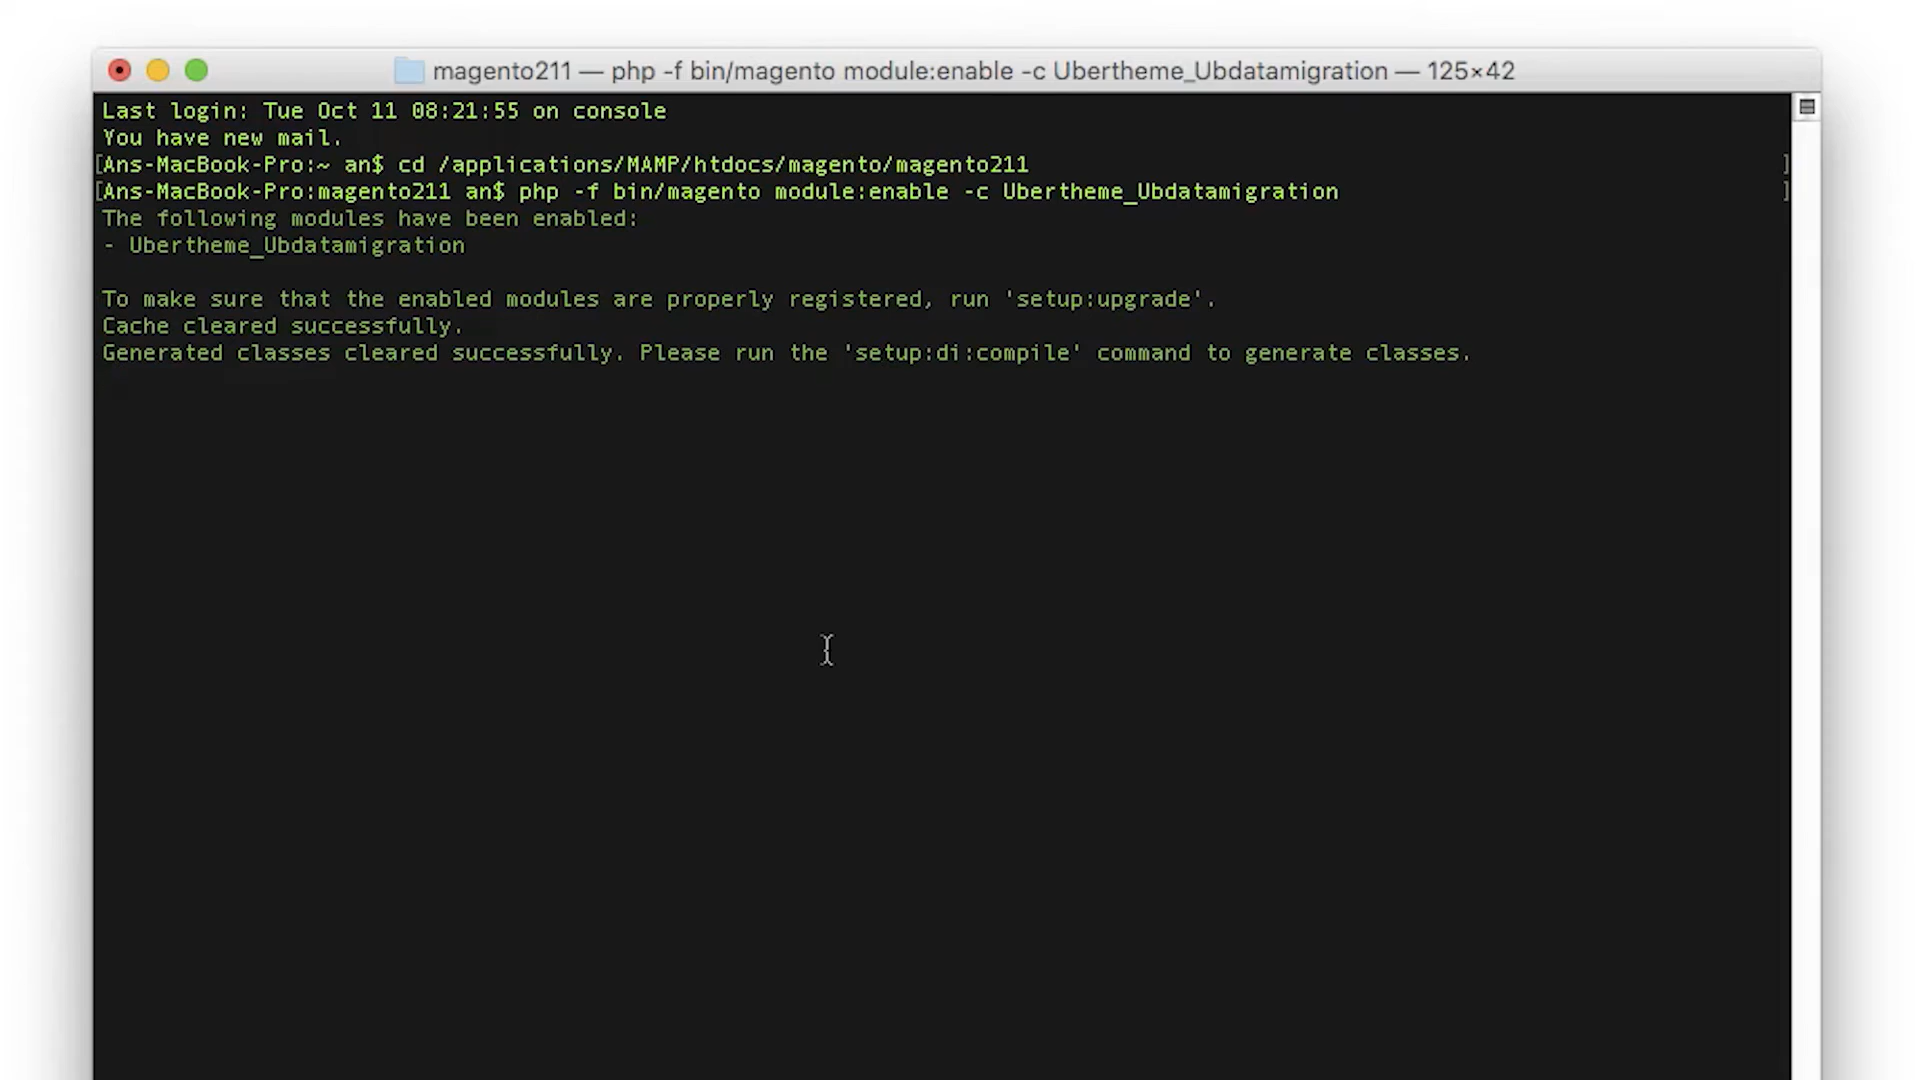 magento211 — php -f bin/magento module:enable -c Ubertheme_Ubdatamigration — 125×42
Last login: Tue Oct 11 08:21:55 on console
You have new mail.
[Ans-MacBook-Pro:~ an$ cd /applications/MAMP/htdocs/magento/magento211 ]
[Ans-MacBook-Pro:magento211 an$ php -f bin/magento module:enable -c Ubertheme_Ubdatamigration ]
The following modules have been enabled:
- Ubertheme_Ubdatamigration
To make sure that the enabled modules are properly registered, run 'setup:upgrade'.
Cache cleared successfully.
Generated classes cleared successfully. Please run the 'setup:di:compile' command to generate classes.